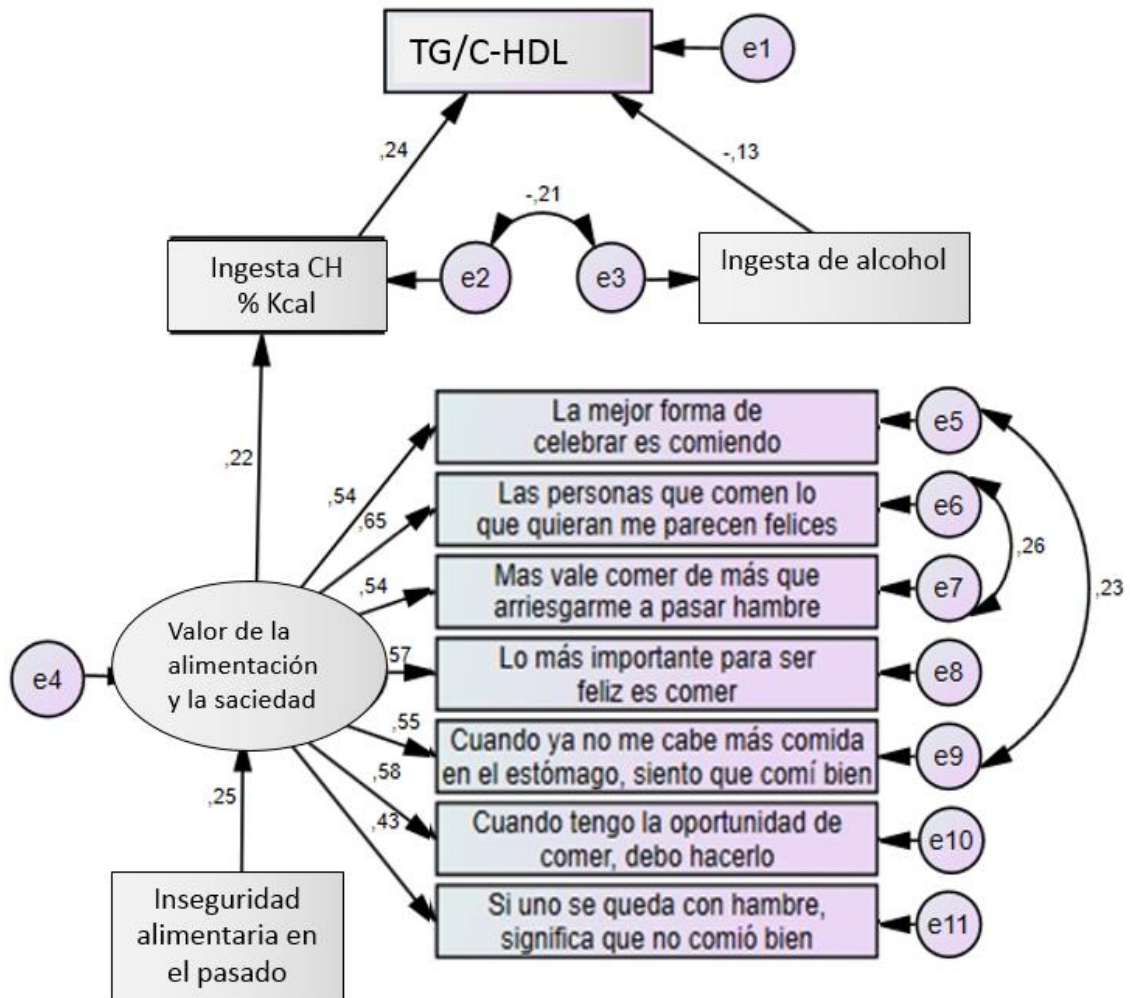 TG/C-HDL
e1
,24
-,13
-,21
Ingesta CH
% Kcal
e2
e3
Ingesta de alcohol
,22
La mejor forma de
celebrar es comiendo
e5
,54
Las personas que comen lo
que quieran me parecen felices
e6
,65
,26
Mas vale comer de más que
arriesgarme a pasar hambre
e7
,54
,23
e4
Valor de la
alimentación
y la saciedad
57
Lo más importante para ser
feliz es comer
e8
,55
Cuando ya no me cabe más comida
en el estómago, siento que comí bien
e9
,58
,25
,43
Cuando tengo la oportunidad de
comer, debo hacerlo
e10
Inseguridad
alimentaria en
el pasado
Si uno se queda con hambre,
significa que no comió bien
e11